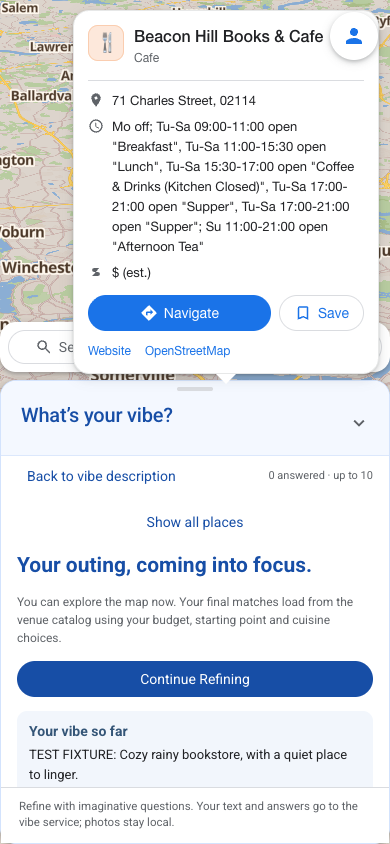 Salem
Lawren
Ar
Ballardva
ngton
Woburn
Wincheste
Somerville
Beacon Hill Books & Cafe
Cafe
71 Charles Street, 02114
Mo off; Tu-Sa 09:00-11:00 open
"Breakfast", Tu-Sa 11:00-15:30 open
"Lunch", Tu-Sa 15:30-17:00 open "Coffee
& Drinks (Kitchen Closed)", Tu-Sa 17:00-
21:00 open "Supper", Tu-Sa 17:00-21:00
open "Supper"; Su 11:00-21:00 open
"Afternoon Tea"
$ (est.)
Navigate
Save
Website OpenStreetMap
Se
What's your vibe?
Back to vibe description
0 answered · up to 10
Show all places
Your outing, coming into focus.
You can explore the map now. Your final matches load from the
venue catalog using your budget, starting point and cuisine
choices.
Continue Refining
Your vibe so far
TEST FIXTURE: Cozy rainy bookstore, with a quiet place
to linger.
Refine with imaginative questions. Your text and answers go to the
vibe service; photos stay local.